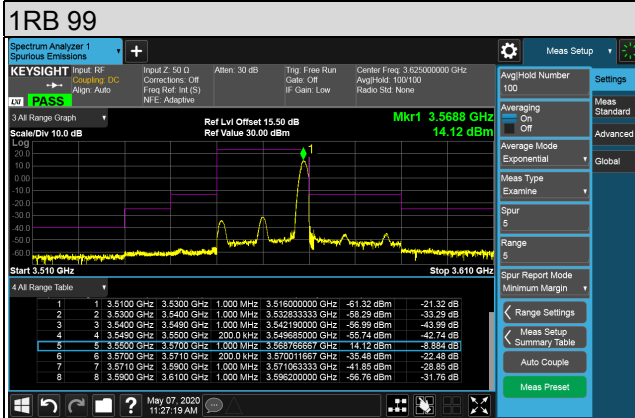 1RB 99
Spectrum Analyzer 1
Spurious Emissions
Meas Setup
KEYSIGHT
Input: RF
Coupling: DC
Align: Auto
Input Z: 50 Ω
Corrections: Off
Freq Ref: Int (S)
NFE: Adaptive
Atten: 30 dB
Trig: Free Run
Gate: Off
IF Gain: Low
Center Freq: 3.625000000 GHz
Avg|Hold: 100/100
Radio Std: None
LXI
PASS
3 All Range Graph
Scale/Div 10.0 dB
Ref Lvl Offset 15.50 dB
Ref Value 30.00 dBm
Mkr1 3.5688 GHz
14.12 dBm
Log
20.0
10.0
0.00
-10.0
-20.0
-30.0
-40.0
-50.0
-60.0
1
Start 3.510 GHz
Stop 3.610 GHz
4 All Range Table
1 1 3.5100 GHz 3.5300 GHz 1.000 MHz 3.516000000 GHz -61.32 dBm -21.32 dB
2 2 3.5300 GHz 3.5400 GHz 1.000 MHz 3.532833333 GHz -58.29 dBm -33.29 dB
3 3 3.5400 GHz 3.5490 GHz 1.000 MHz 3.542190000 GHz -56.99 dBm -43.99 dB
4 4 3.5490 GHz 3.5500 GHz 200.0 kHz 3.549685000 GHz -55.74 dBm -42.74 dB
5 5 3.5500 GHz 3.5700 GHz 1.000 MHz 3.568766667 GHz 14.12 dBm -8.884 dB
6 6 3.5700 GHz 3.5710 GHz 200.0 kHz 3.570011667 GHz -35.48 dBm -22.48 dB
7 7 3.5710 GHz 3.5900 GHz 1.000 MHz 3.571063333 GHz -41.85 dBm -28.85 dB
8 8 3.5900 GHz 3.6100 GHz 1.000 MHz 3.596200000 GHz -56.76 dBm -31.76 dB
Avg|Hold Number
100
Averaging
On
Off
Average Mode
Exponential
Meas Type
Examine
Spur
5
Range
5
Spur Report Mode
Minimum Margin
Range Settings
Meas Setup
Summary Table
Auto Couple
Meas Preset
Settings
Meas
Standard
Advanced
Global
May 07, 2020
11:27:19 AM